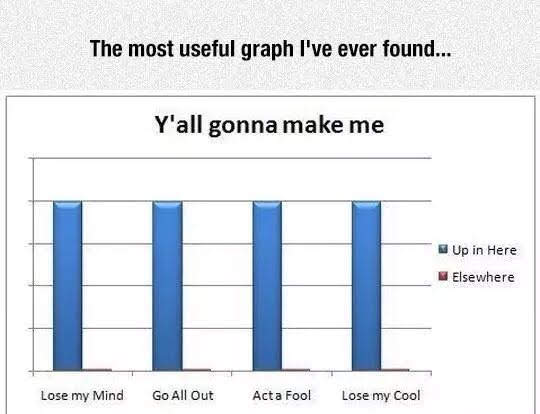 The most useful graph I've ever found...
Y'all gonna make me
Up in Here
Elsewhere
Lose my Mind Go All Out Act a Fool Lose my Cool